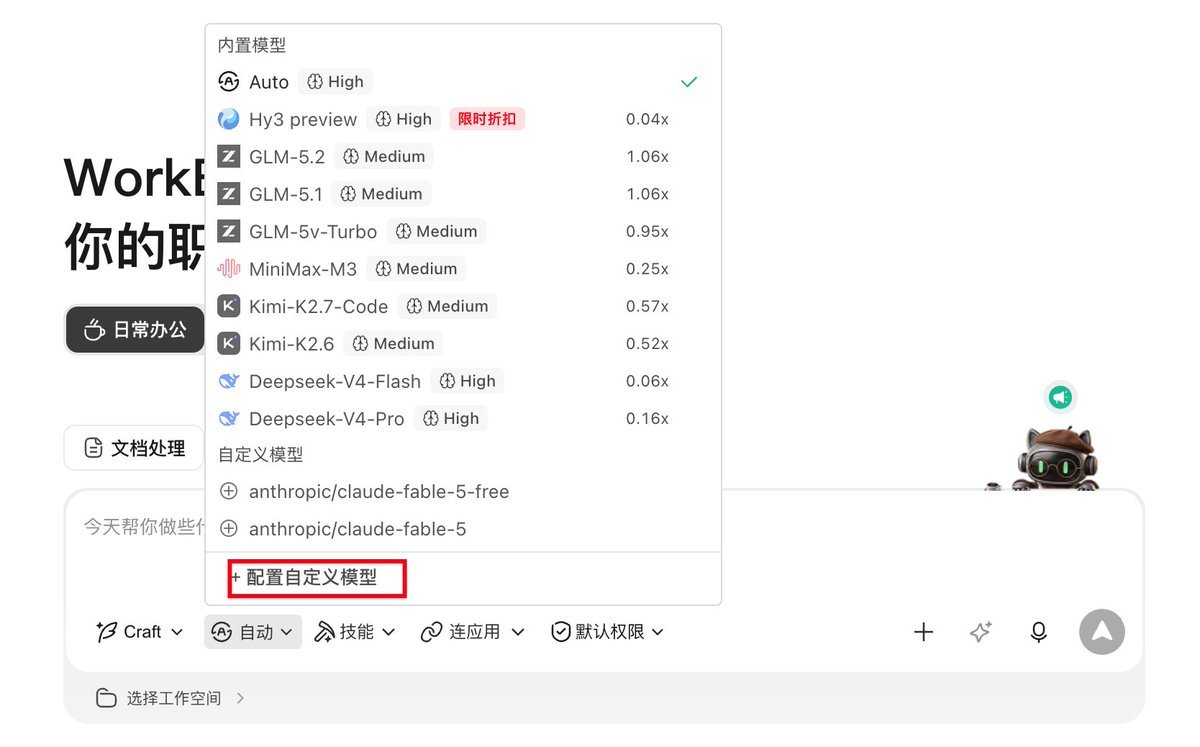 内置模型
Auto High
Hy3 preview High 限时折扣 0.04x
GLM-5.2 Medium 1.06x
GLM-5.1 Medium 1.06x
GLM-5v-Turbo Medium 0.95x
MiniMax-M3 Medium 0.25x
Kimi-K2.7-Code Medium 0.57x
Kimi-K2.6 Medium 0.52x
Deepseek-V4-Flash High 0.06x
Deepseek-V4-Pro High 0.16x
自定义模型
anthropic/claude-fable-5-free
anthropic/claude-fable-5
+ 配置自定义模型
Work
你的职
日常办公
文档处理
今天帮你做些
Craft 自动 技能 连应用 默认权限
选择工作空间